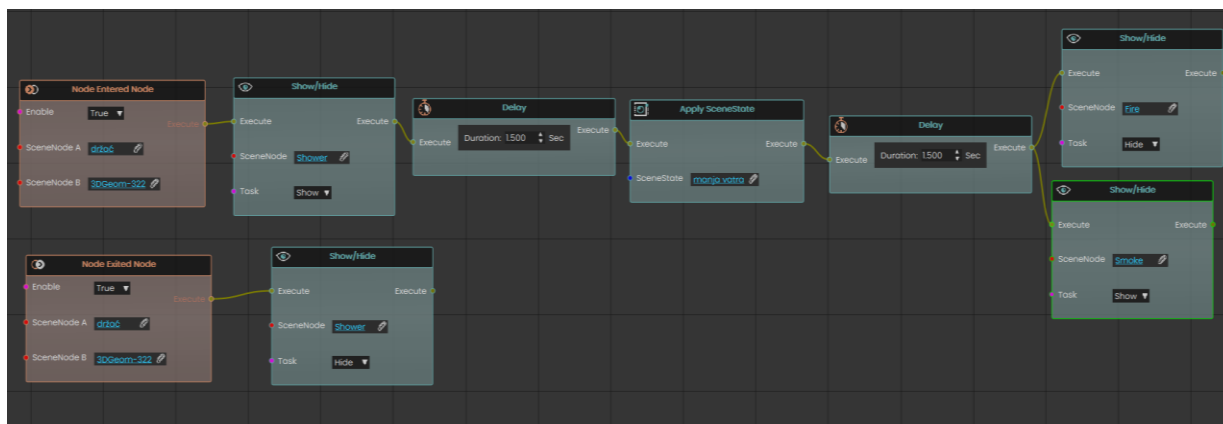 Node Entered Node
Enable True
Execute
SceneNode A držač
SceneNode B 3DGeom-322
Show/Hide
Execute Execute
SceneNode Shower
Task Show
Delay
Execute Duration: 1.500 Sec Execute
Apply SceneState
Execute Execute
SceneState manja vatra
Delay
Execute Duration: 1.500 Sec Execute
Show/Hide
Execute Execute
SceneNode Fire
Task Hide
Show/Hide
Execute Execute
SceneNode Smoke
Task Show
Node Exited Node
Enable True
Execute
SceneNode A držač
SceneNode B 3DGeom-322
Show/Hide
Execute Execute
SceneNode Shower
Task Hide